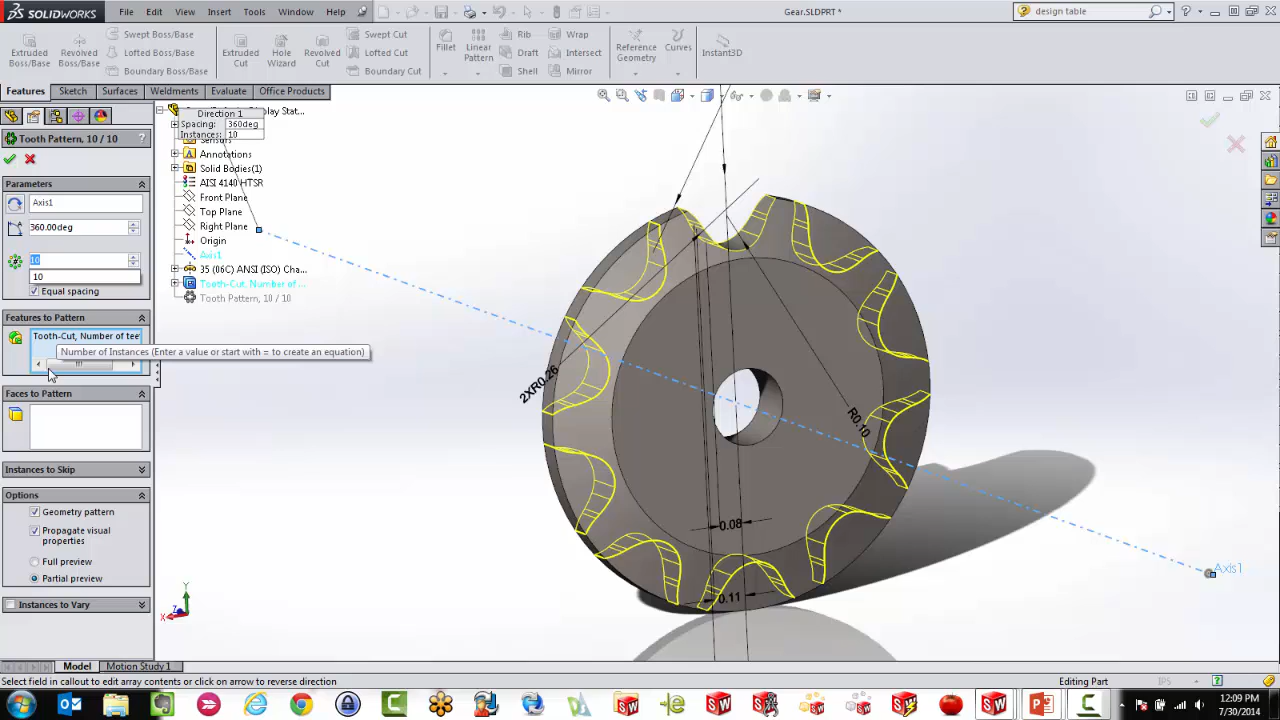 SOLIDWORKS
File Edit View Insert Tools Window Help
Gear.SLDPRT *
design table
Extruded Boss/Base
Revolved Boss/Base
Swept Boss/Base
Lofted Boss/Base
Boundary Boss/Base
Extruded Cut
Hole Wizard
Revolved Cut
Swept Cut
Lofted Cut
Boundary Cut
Fillet
Linear Pattern
Rib
Draft
Shell
Wrap
Intersect
Mirror
Reference Geometry
Curves
Instant3D
Features Sketch Surfaces Weldments Evaluate Office Products
Tooth Pattern, 10 / 10 ?
Parameters
Axis1
360.00deg
10
10
Equal spacing
Features to Pattern
Tooth-Cut, Number of teet
Number of Instances (Enter a value or start with = to create an equation)
Faces to Pattern
Instances to Skip
Options
Geometry pattern
Propagate visual
properties
Full preview
Partial preview
Instances to Vary
Direction 1
Spacing: 360deg
Instances: 10
play Stat...
Sensors
Annotations
Solid Bodies(1)
AISI 4140 HTSR
Front Plane
Top Plane
Right Plane
Origin
Axis1
35 (06C) ANSI (ISO) Cha...
Tooth-Cut, Number of ...
Tooth Pattern, 10 / 10
2XR0.26
R0.10
0.08
0.11
Axis1
Y
X
Z
Model Motion Study 1
Select field in callout to edit array contents or click on arrow to reverse direction
Editing Part
IPS
12:09 PM
7/30/2014